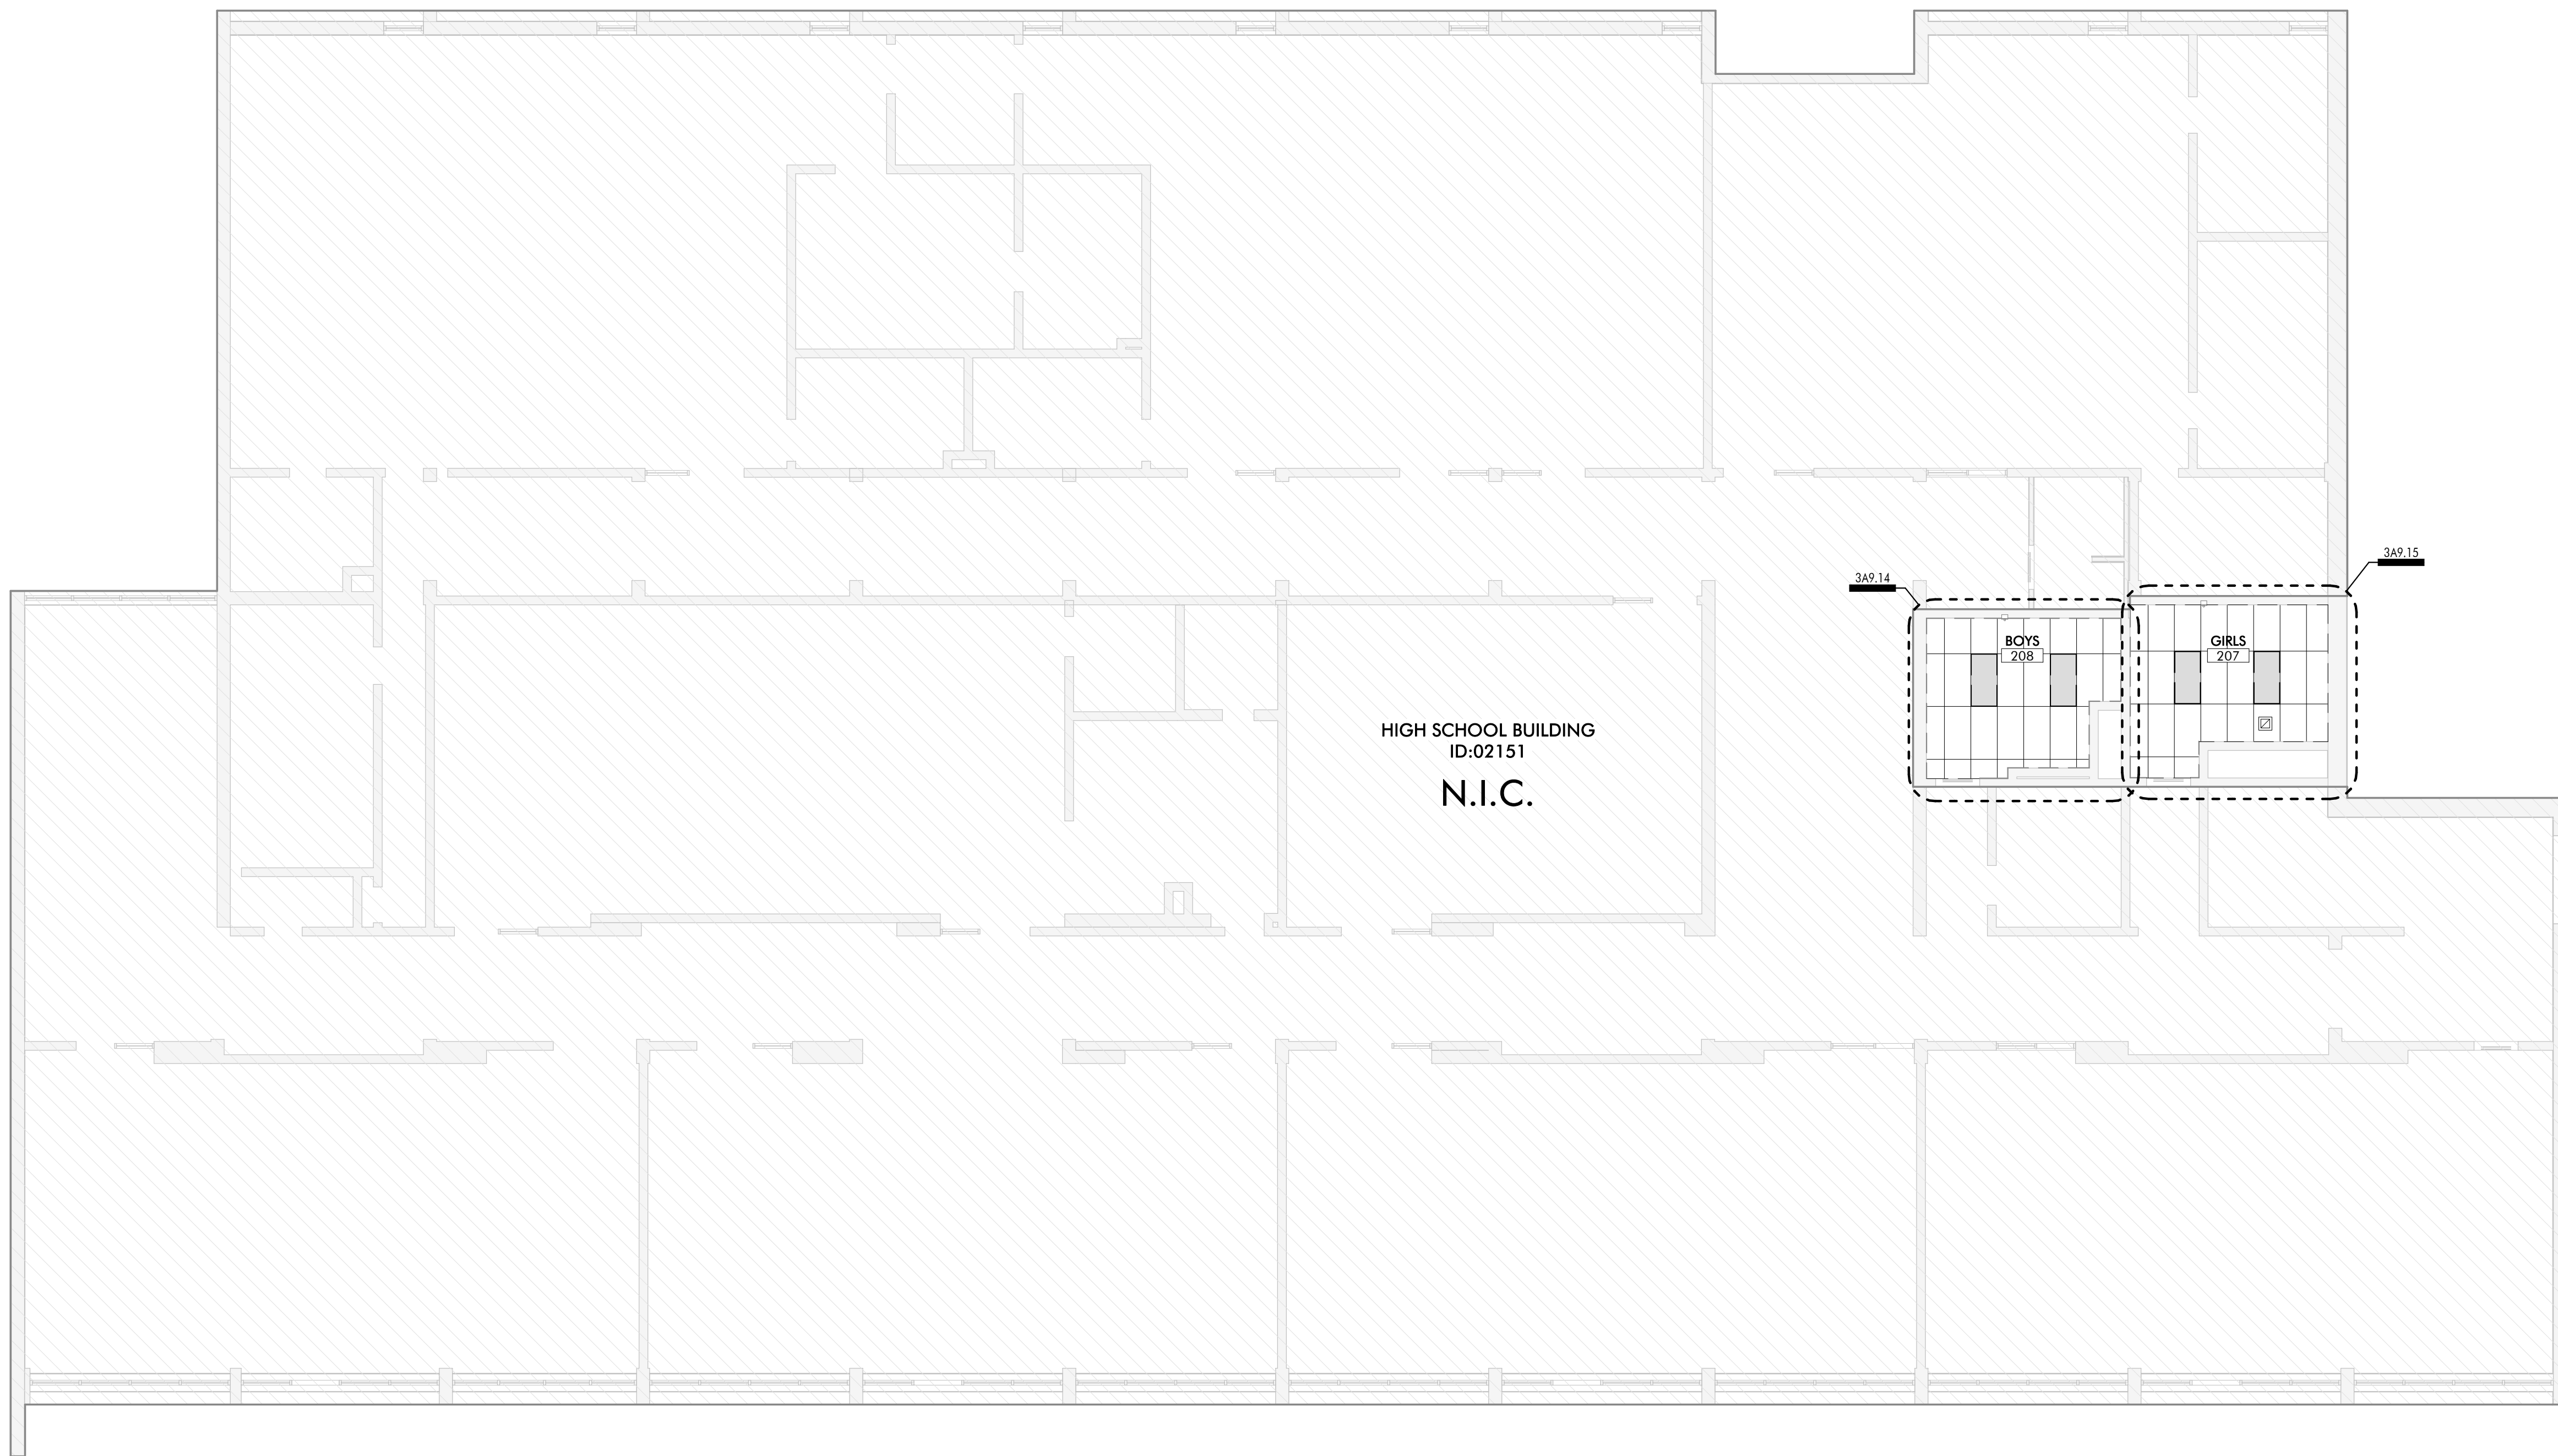 3A9.15
3A9.14
BOYS
208
GIRLS
207
HIGH SCHOOL BUILDING
ID:02151
N.I.C.